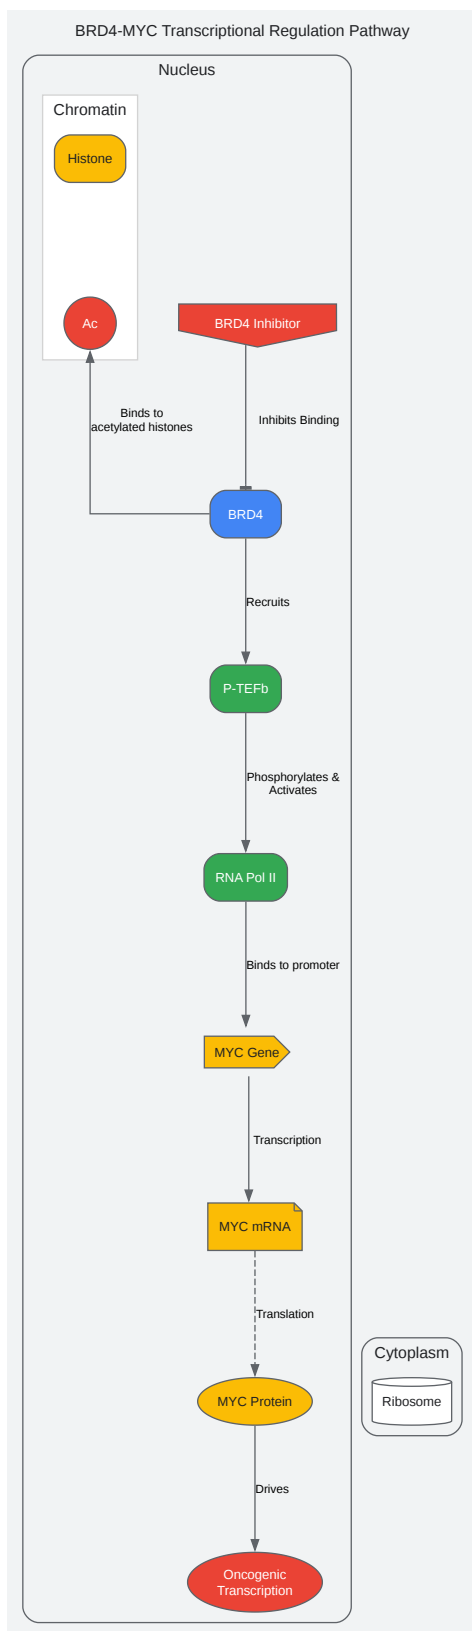 BRD4-MYC Transcriptional Regulation Pathway
Nucleus
Chromatin
Histone
Ac
BRD4 Inhibitor
Binds to
acetylated histones
Inhibits Binding
BRD4
Recruits
P-TEFb
Phosphorylates &
Activates
RNA Pol II
Binds to promoter
MYC Gene
Transcription
MYC mRNA
Translation
Cytoplasm
Ribosome
MYC Protein
Drives
Oncogenic
Transcription